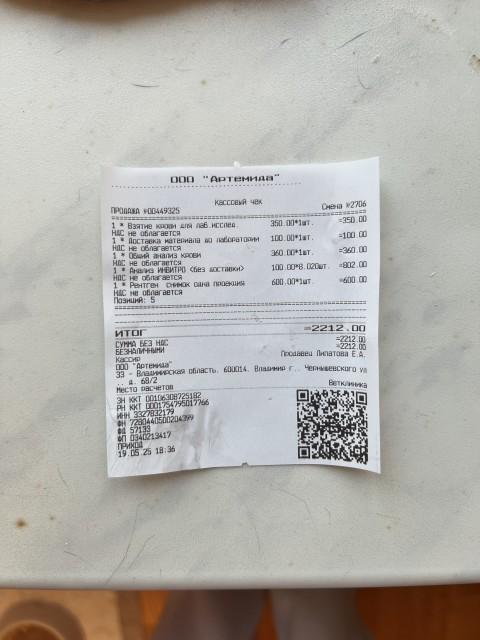 ООО "Артемида"
Кассовый чек
ПРОДАЖА №00449325 Смена №2706
1 * Взятие крови для лаб.исслед. 350.00*1шт. =350.00
НДС не облагается
1 * Доставка материала до лаборатории 100.00*1шт. =100.00
НДС не облагается
1 * Общий анализ крови 360.00*1шт. =360.00
НДС не облагается
1 * Анализ ИНВИТРО (без доставки) 100.00*8.020шт. =802.00
НДС не облагается
1 * Рентген снимок одна проекция 600.00*1шт. =600.00
НДС не облагается
Позиций: 5
ИТОГ =2212.00
СУММА БЕЗ НДС =2212.00
БЕЗНАЛИЧНЫМИ =2212.00
Кассир Продавец Липатова Е.А.
ООО "Артемида"
33 - Владимирская область, 600014, Владимир г., Чернышевского ул
., д. 68/2
Место расчетов Ветклиника
ЗН ККТ 00106308725182
РН ККТ 0001754795017766
ИНН 3327832179
ФН 7280440500204399
ФД 57133
ФП 0340213417
ПРИХОД
19.05.25 18:36